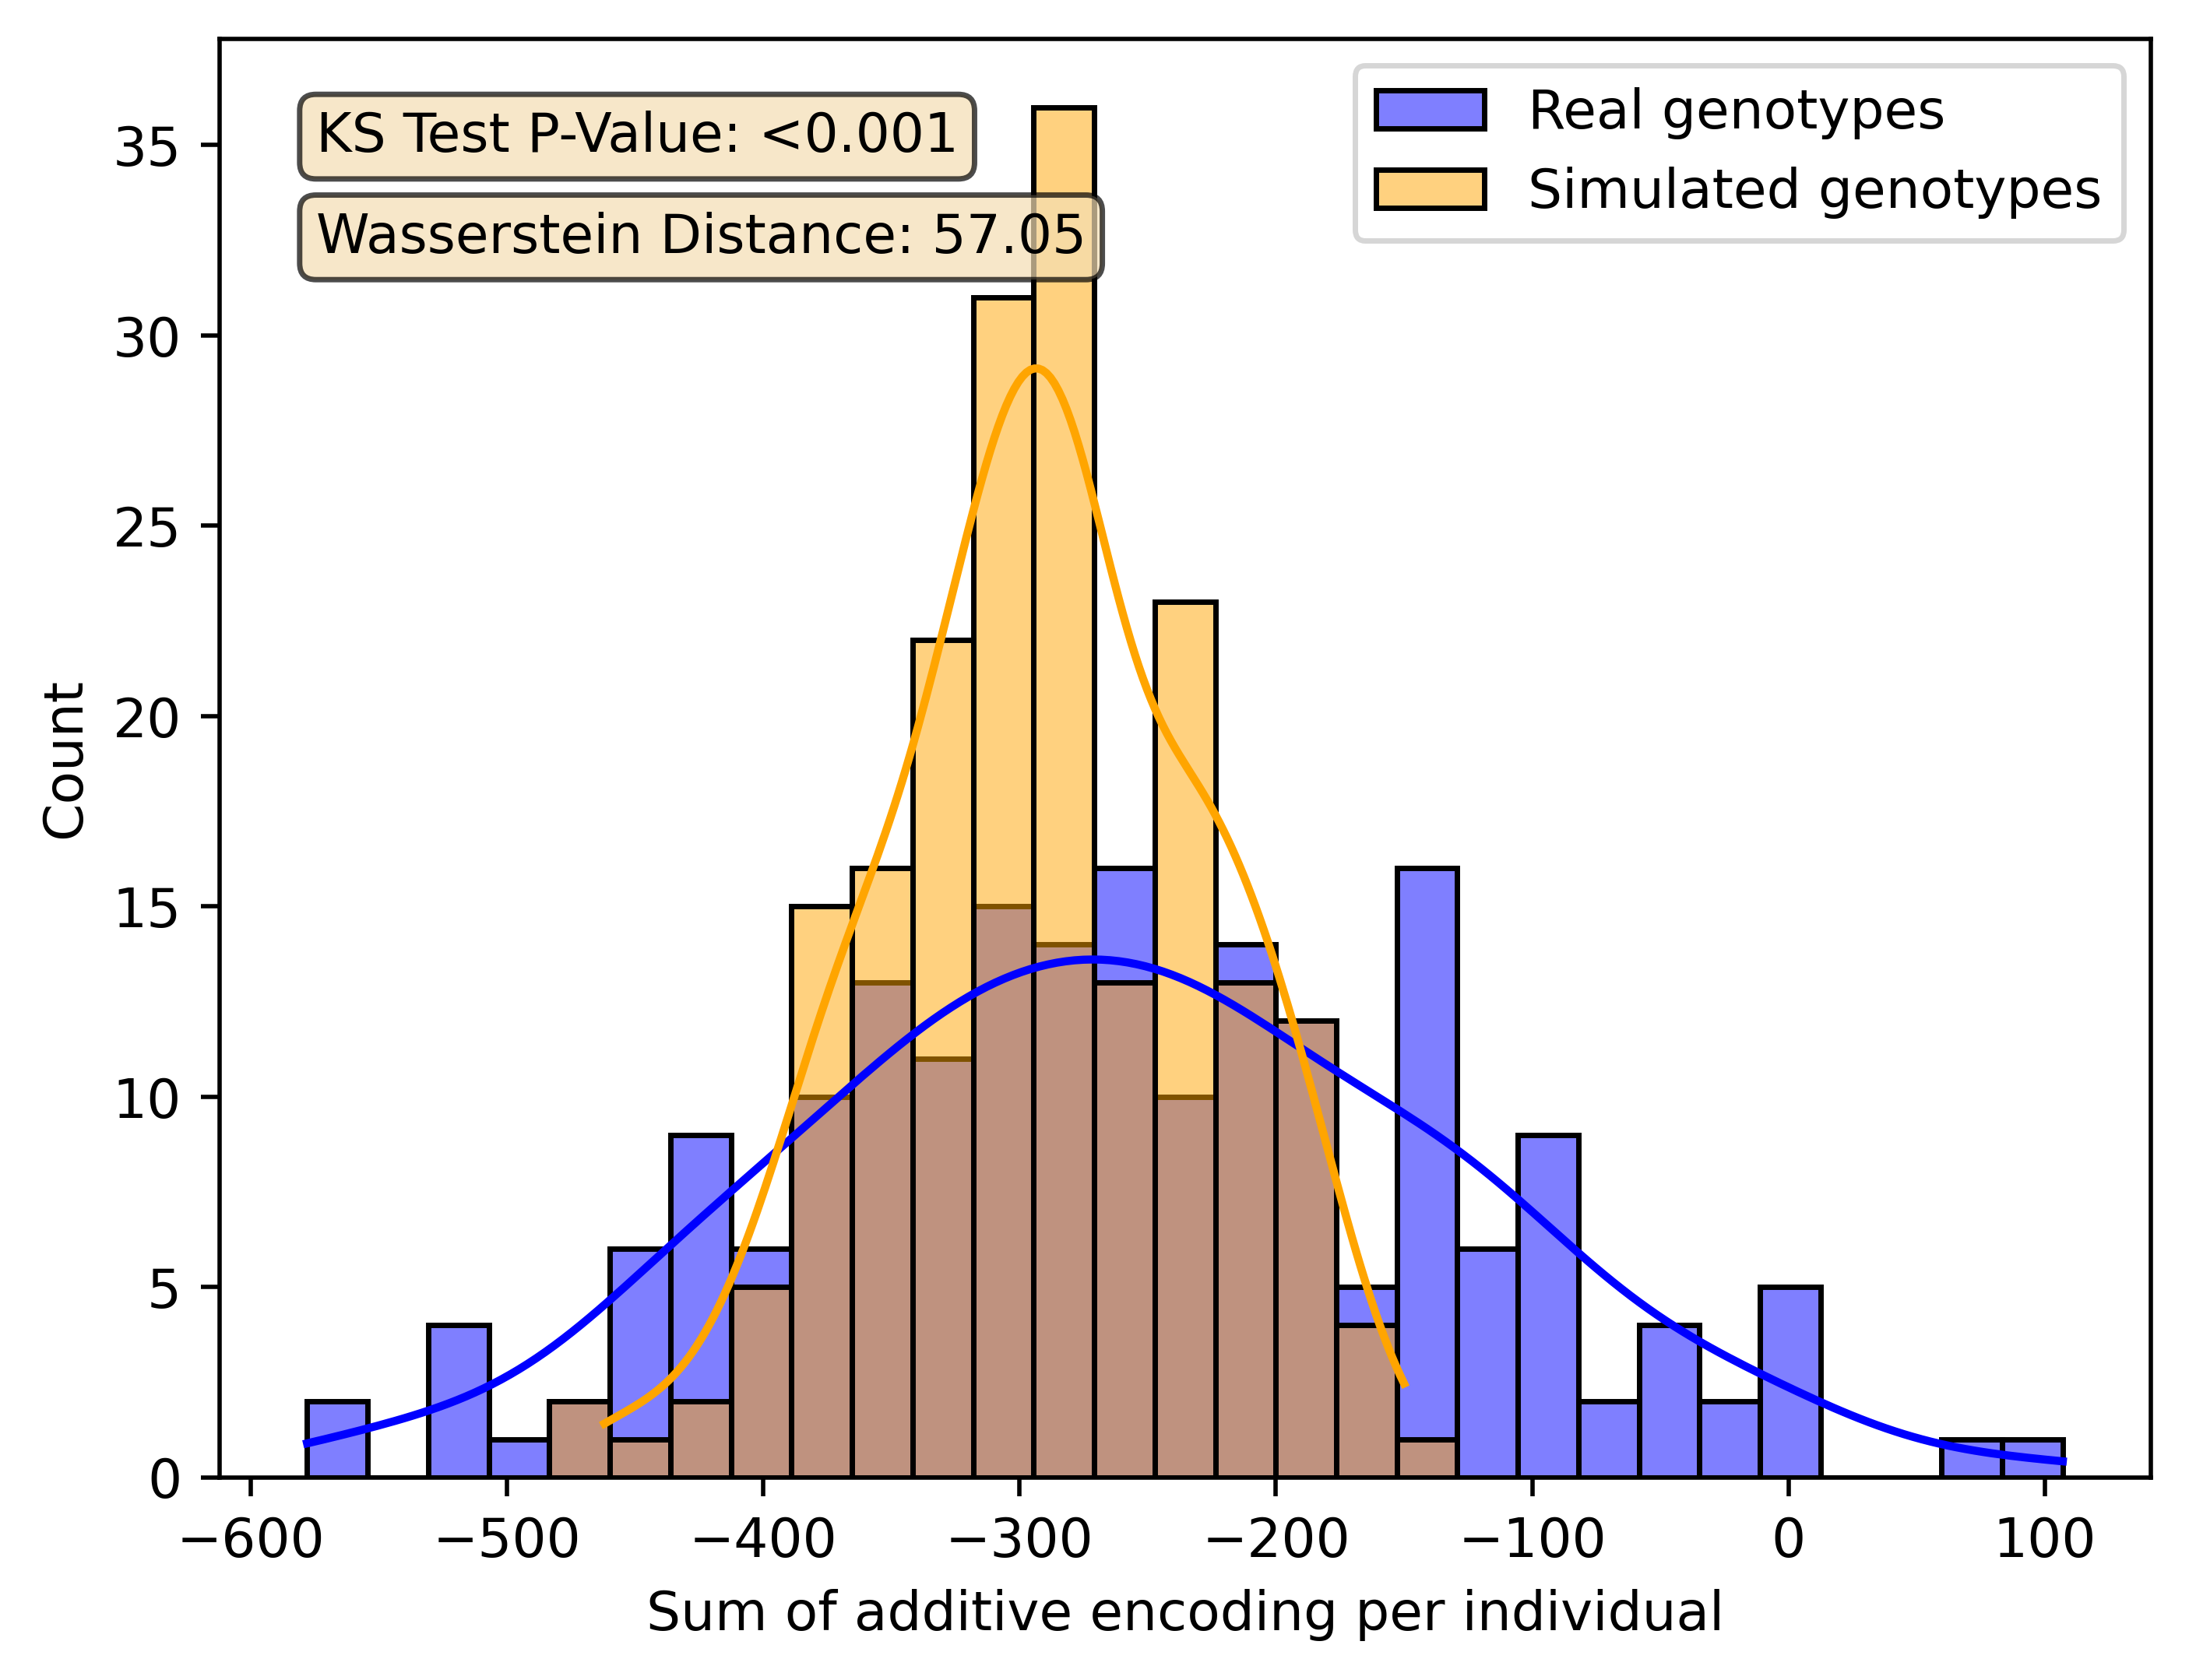 KS Test P-Value: <0.001
Wasserstein Distance: 57.05
Real genotypes
Simulated genotypes
35
30
25
20
15
10
5
0
Count
−600 −500 −400 −300 −200 −100 0 100
Sum of additive encoding per individual